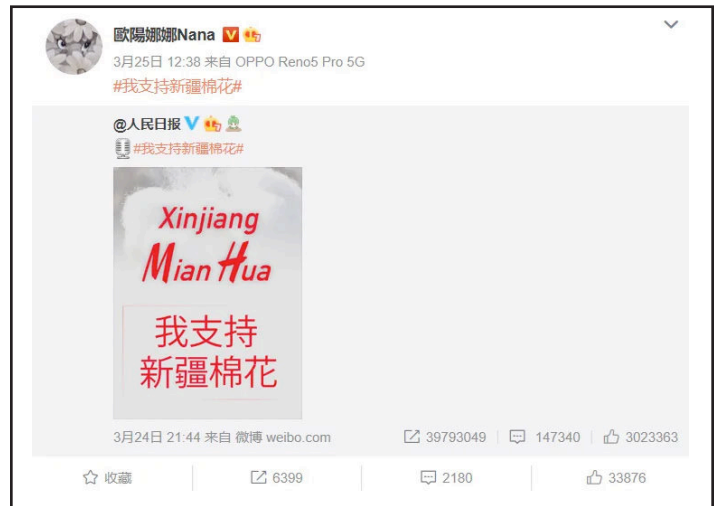 歐陽娜娜Nana
3月25日 12:38 来自 OPPO Reno5 Pro 5G
#我支持新疆棉花#
@人民日报
#我支持新疆棉花#
Xinjiang
Mian Hua
我支持
新疆棉花
3月24日 21:44 来自 微博 weibo.com 39793049 147340 3023363
收藏 6399 2180 33876